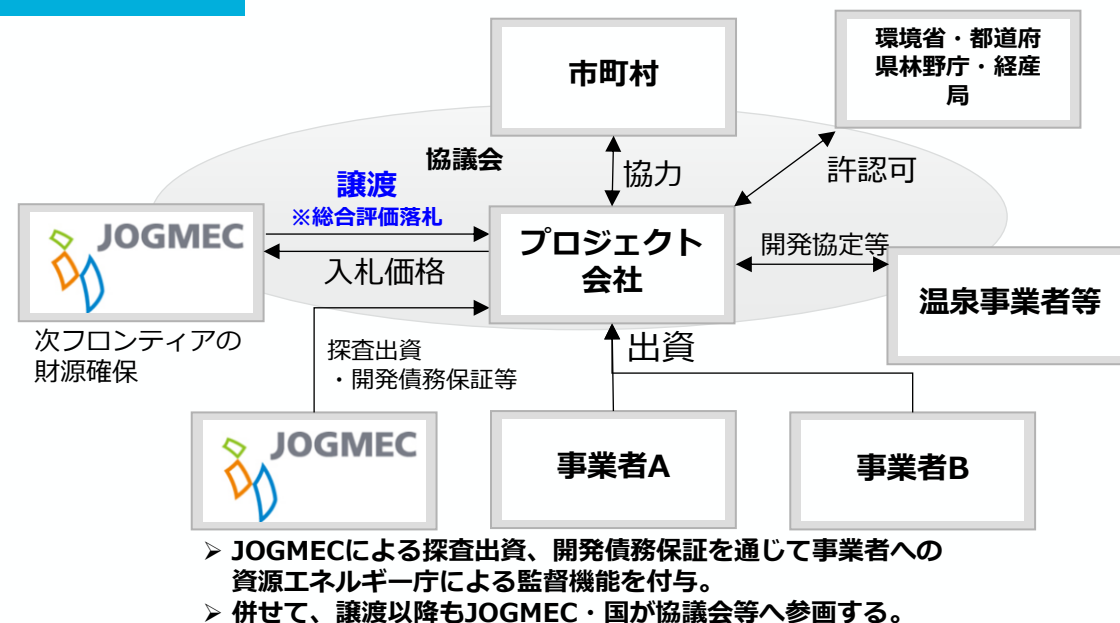 環境省・都道府
県林野庁・経産
局
市町村
協議会
協力
許認可
譲渡
※総合評価落札
JOGMEC
プロジェクト
会社
開発協定等
入札価格
温泉事業者等
次フロンティアの
財源確保
探査出資
・開発債務保証等
出資
JOGMEC
事業者A
事業者B
➢ JOGMECによる探査出資、開発債務保証を通じて事業者への
資源エネルギー庁による監督機能を付与。
➢ 併せて、譲渡以降もJOGMEC・国が協議会等へ参画する。